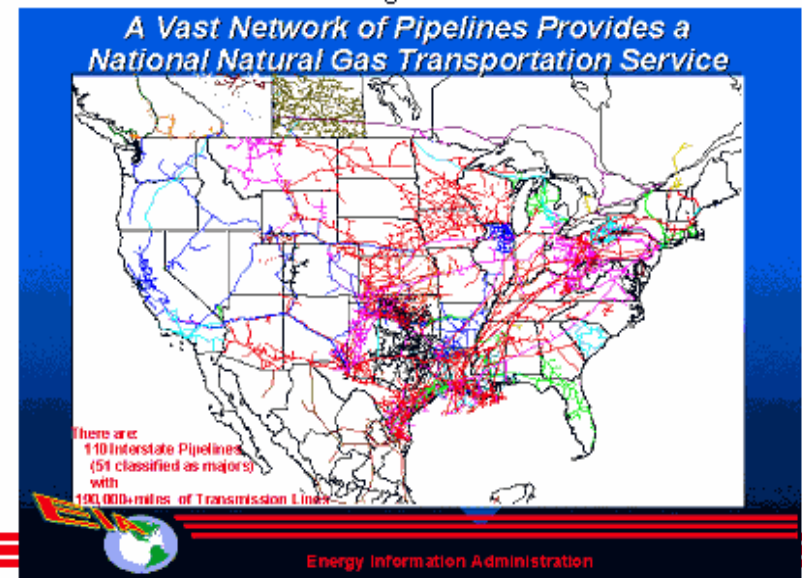 A Vast Network of Pipelines Provides a
National Natural Gas Transportation Service
There are:
110 Interstate Pipelines
(51 classified as majors)
with
190,000+miles of Transmission Lines
EIA
Energy Information Administration